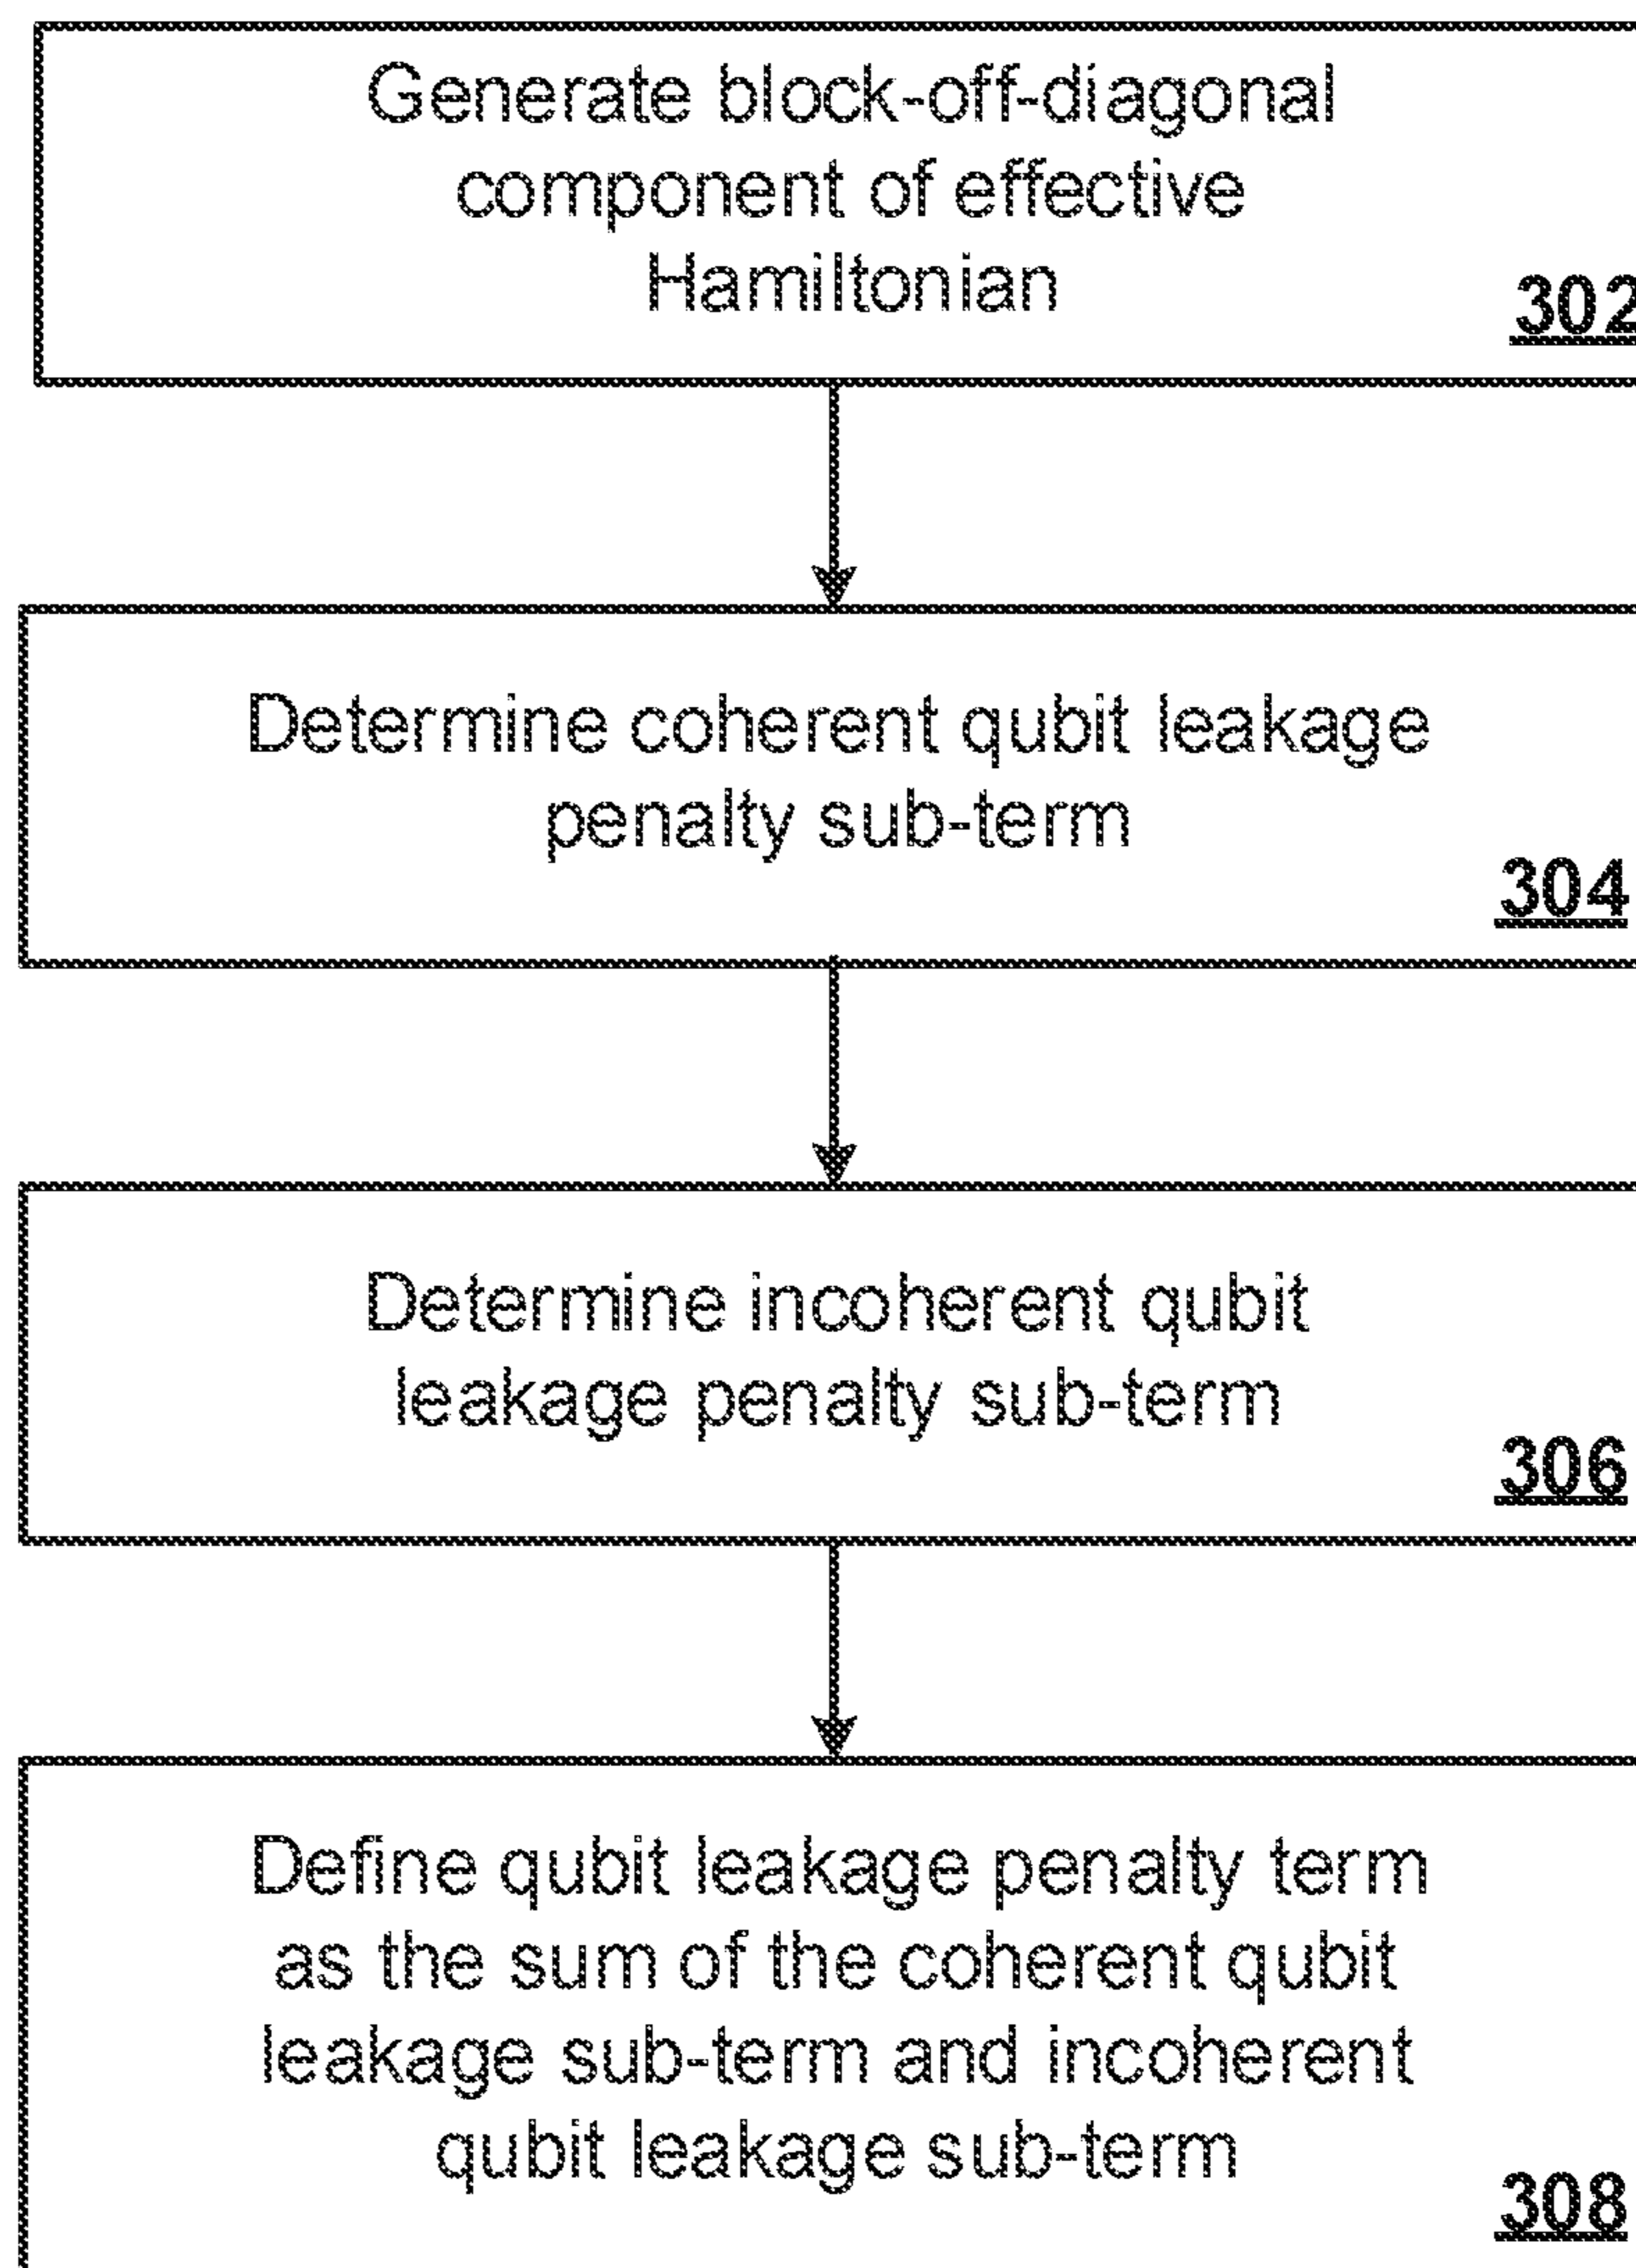 Generate block-off-diagonal
component of effective
Hamiltonian
302
Determine coherent qubit leakage
penalty sub-term
304
Determine incoherent qubit
leakage penalty sub-term
306
Define qubit leakage penalty term
as the sum of the coherent qubit
leakage sub-term and incoherent
qubit leakage sub-term
308